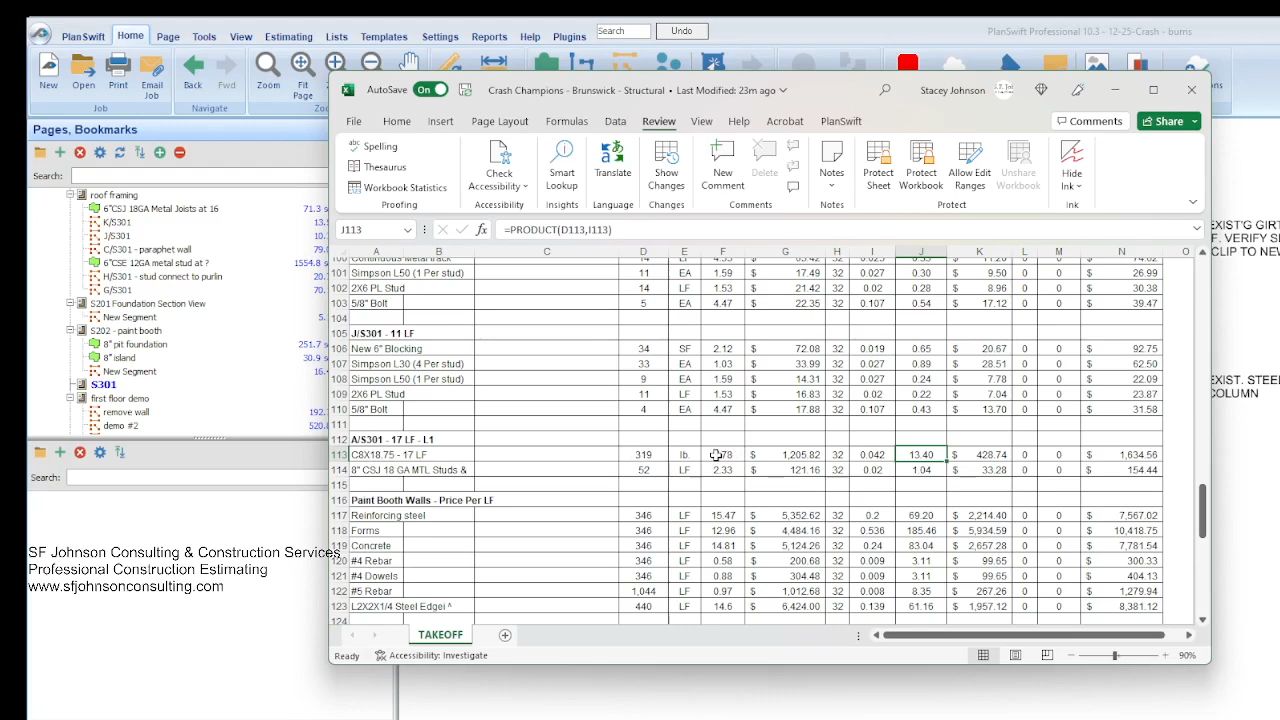 PlanSwift Home Page Tools View Estimating Lists Templates Settings Reports Help Plugins Search Undo PlanSwift Professional 10.3 - 12-25-Crash - burns
New Open Print Email Job Back Fwd Zoom Fit Page
Job Navigate
Pages, Bookmarks
Search:
roof framing
6"CSJ 18GA Metal Joists at 16
K/S301
J/S301
C/S301 - paraphet wall
6"CSE 12GA metal stud at ? 1554.8
H/S301 - stud connect to purlin
G/S301
S201 Foundation Section View
New Segment
S202 - paint booth
8" pit foundation
8" island
New Segment
S301
first floor demo
remove wall
demo #2
Search:
SF Johnson Consulting & Construction Services
Professional Construction Estimating
www.sfjohnsonconsulting.com
AutoSave On Crash Champions - Brunswick - Structural • Last Modified: 23m ago Stacey Johnson
File Home Insert Page Layout Formulas Data Review View Help Acrobat PlanSwift Comments Share
Spelling
Thesaurus
Workbook Statistics
Check Accessibility
Smart Lookup
Translate
Show Changes
New Comment
Delete
Notes
Protect Sheet
Protect Workbook
Allow Edit Ranges
Unshare Workbook
Hide Ink
Proofing Accessibility Insights Language Changes Comments Notes Protect Ink
J113 fx =PRODUCT(D113,I113)
A B C D E F G H I J K L M N
101 Simpson L50 (1 Per stud) 11 EA 1.59 $ 17.49 32 0.027 0.30 $ 9.50 0 0 $ 26.99
102 2X6 PL Stud 14 LF 1.53 $ 21.42 32 0.02 0.28 $ 8.96 0 0 $ 30.38
103 5/8" Bolt 5 EA 4.47 $ 22.35 32 0.107 0.54 $ 17.12 0 0 $ 39.47
104
105 J/S301 - 11 LF
106 New 6" Blocking 34 SF 2.12 $ 72.08 32 0.019 0.65 $ 20.67 0 0 $ 92.75
107 Simpson L30 (4 Per stud) 33 EA 1.03 $ 33.99 32 0.027 0.89 $ 28.51 0 0 $ 62.50
108 Simpson L50 (1 Per stud) 9 EA 1.59 $ 14.31 32 0.027 0.24 $ 7.78 0 0 $ 22.09
109 2X6 PL Stud 11 LF 1.53 $ 16.83 32 0.02 0.22 $ 7.04 0 0 $ 23.87
110 5/8" Bolt 4 EA 4.47 $ 17.88 32 0.107 0.43 $ 13.70 0 0 $ 31.58
111
112 A/S301 - 17 LF - L1
113 C8X18.75 - 17 LF 319 lb. $ 1,205.82 32 0.042 13.40 $ 428.74 0 0 $ 1,634.56
114 8" CSJ 18 GA MTL Studs & 52 LF 2.33 $ 121.16 32 0.02 1.04 $ 33.28 0 0 $ 154.44
115
116 Paint Booth Walls - Price Per LF
117 Reinforcing steel 346 LF 15.47 $ 5,352.62 32 0.2 69.20 $ 2,214.40 0 0 $ 7,567.02
118 Forms 346 LF 12.96 $ 4,484.16 32 0.536 185.46 $ 5,934.59 0 0 $ 10,418.75
119 Concrete 346 LF 14.81 $ 5,124.26 32 0.24 83.04 $ 2,657.28 0 0 $ 7,781.54
120 #4 Rebar 346 LF 0.58 $ 200.68 32 0.009 3.11 $ 99.65 0 0 $ 300.33
121 #4 Dowels 346 LF 0.88 $ 304.48 32 0.009 3.11 $ 99.65 0 0 $ 404.13
122 #5 Rebar 1,044 LF 0.97 $ 1,012.68 32 0.008 8.35 $ 267.26 0 0 $ 1,279.94
123 L2X2X1/4 Steel Edgei ^ 440 LF 14.6 $ 6,424.00 32 0.139 61.16 $ 1,957.12 0 0 $ 8,381.12
TAKEOFF
Ready Accessibility: Investigate 90%
EXIST'G GIRT
F. VERIFY S
CLIP TO NEW
EXIST. STEE
COLUMN